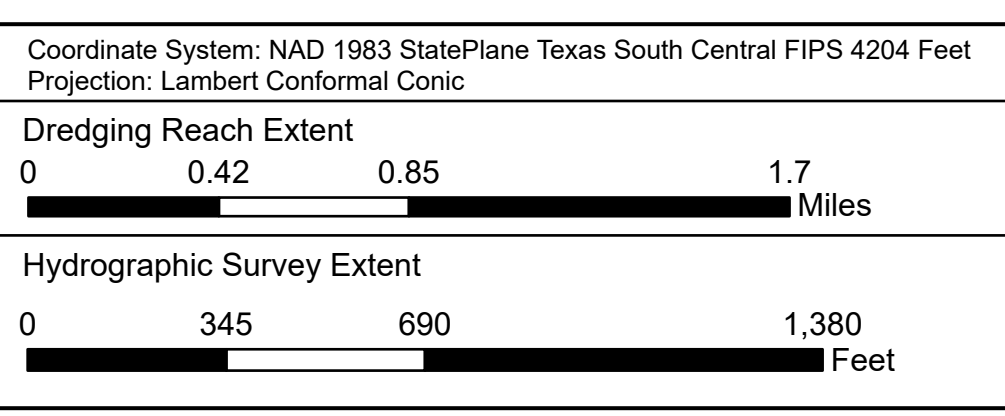 Coordinate System: NAD 1983 StatePlane Texas South Central FIPS 4204 Feet
Projection: Lambert Conformal Conic
Dredging Reach Extent
0 0.42 0.85 1.7
Miles
Hydrographic Survey Extent
0 345 690 1,380
Feet